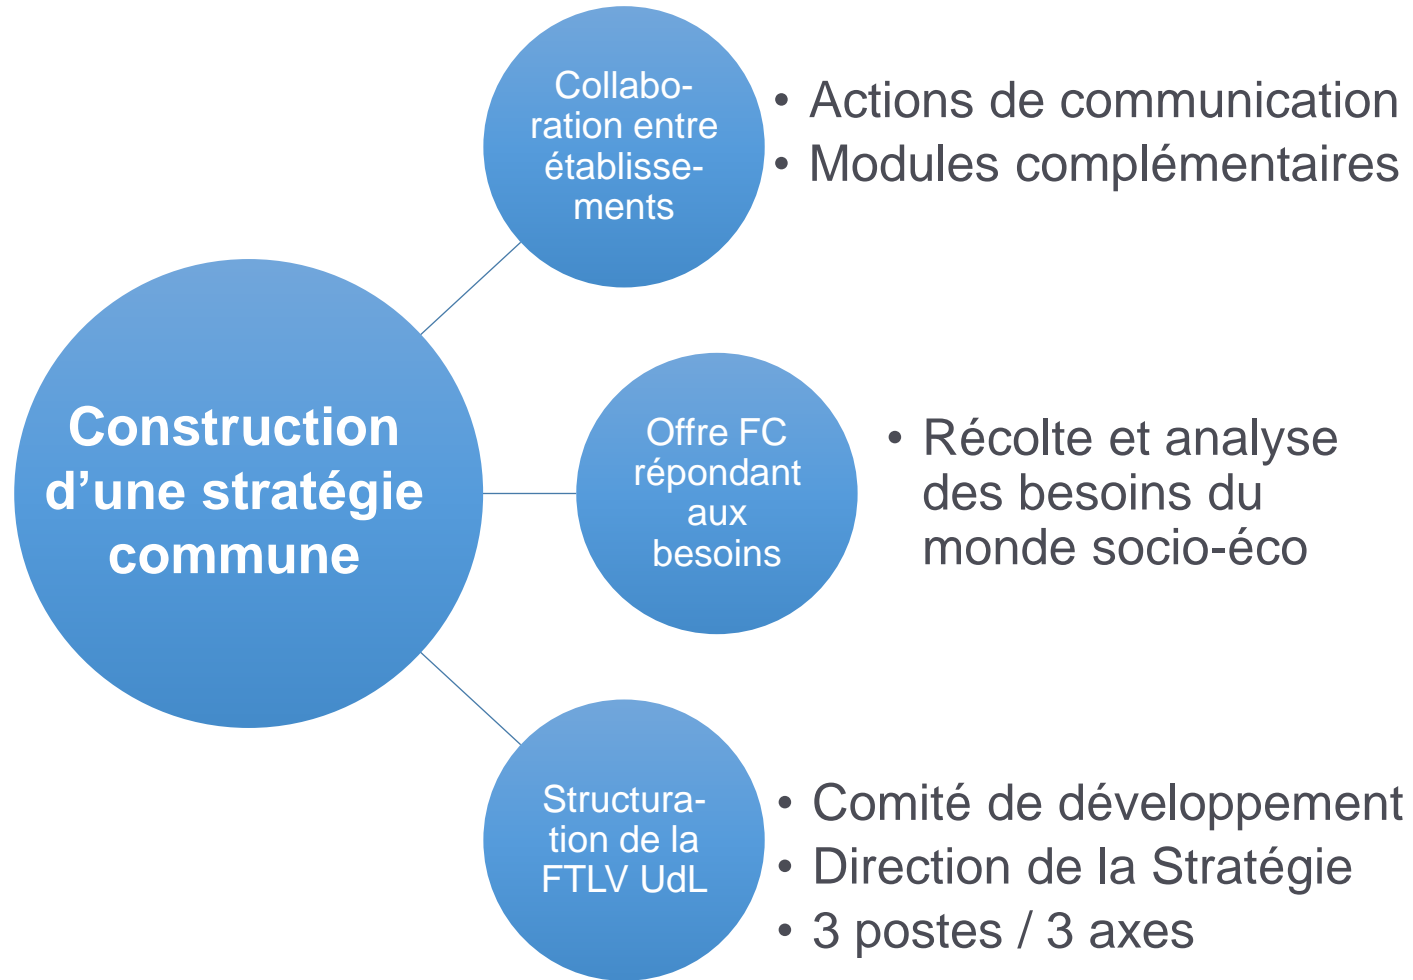 Collabo-
ration entre
établisse-
ments
• Actions de communication
• Modules complémentaires
Construction
d’une stratégie
commune
Offre FC
répondant
aux
besoins
• Récolte et analyse
des besoins du
monde socio-éco
Structura-
tion de la
FTLV UdL
• Comité de développement
• Direction de la Stratégie
• 3 postes / 3 axes